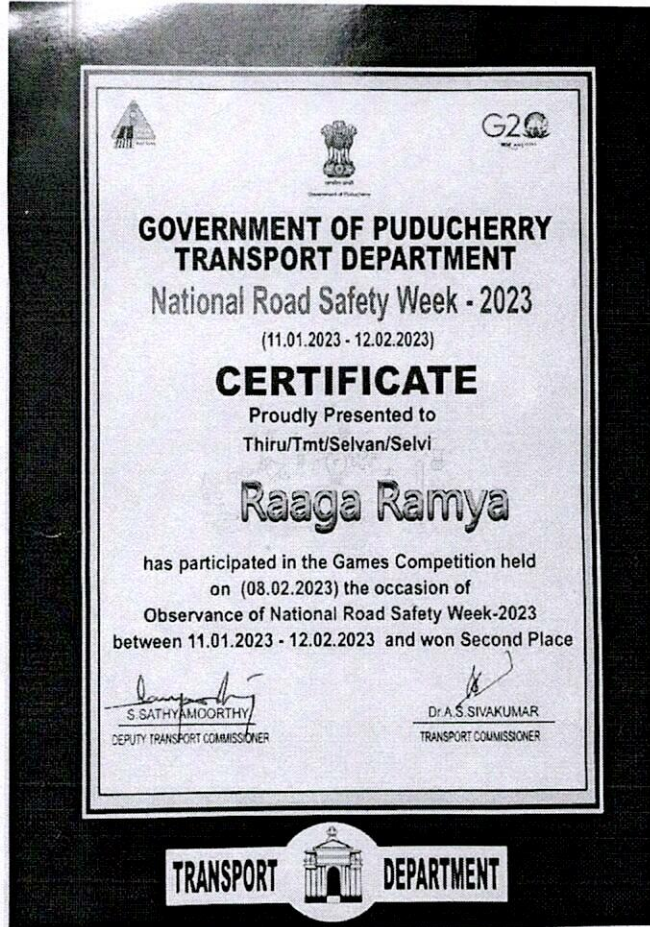 G20
Government of Puducherry
GOVERNMENT OF PUDUCHERRY
TRANSPORT DEPARTMENT
National Road Safety Week - 2023
(11.01.2023 - 12.02.2023)
CERTIFICATE
Proudly Presented to
Thiru/Tmt/Selvan/Selvi
Raaga Ramya
has participated in the Games Competition held
on (08.02.2023) the occasion of
Observance of National Road Safety Week-2023
between 11.01.2023 - 12.02.2023 and won Second Place
S.SATHYAMOORTHY
DEPUTY TRANSPORT COMMISSIONER
Dr.A.S.SIVAKUMAR
TRANSPORT COMMISSIONER
TRANSPORT DEPARTMENT